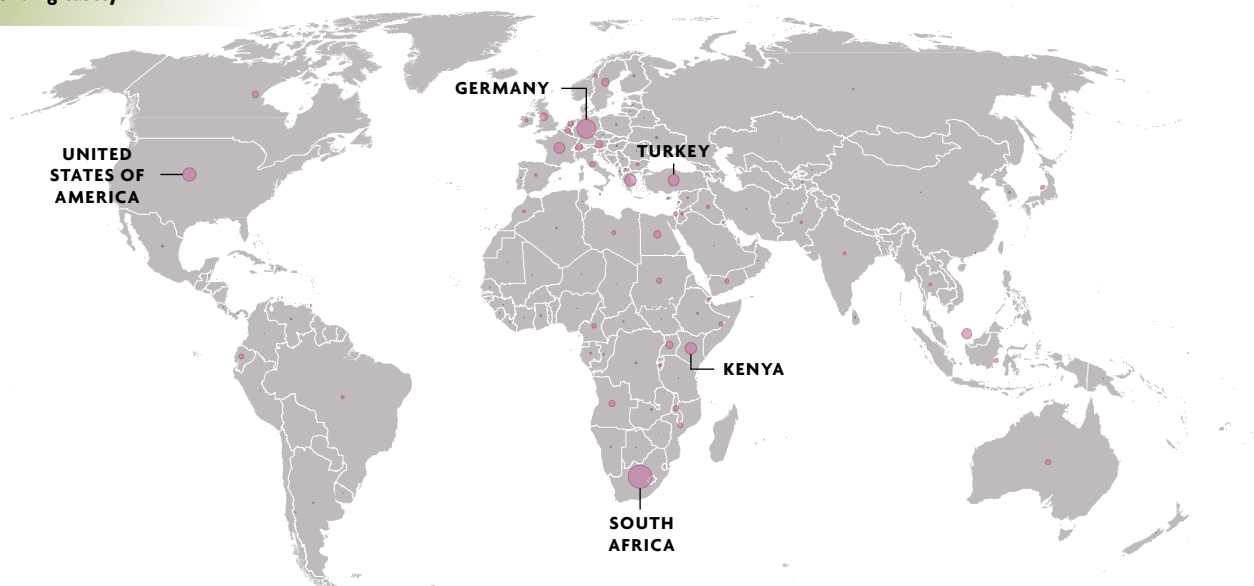 GERMANY
TURKEY
UNITED
STATES OF
AMERICA
KENYA
SOUTH
AFRICA